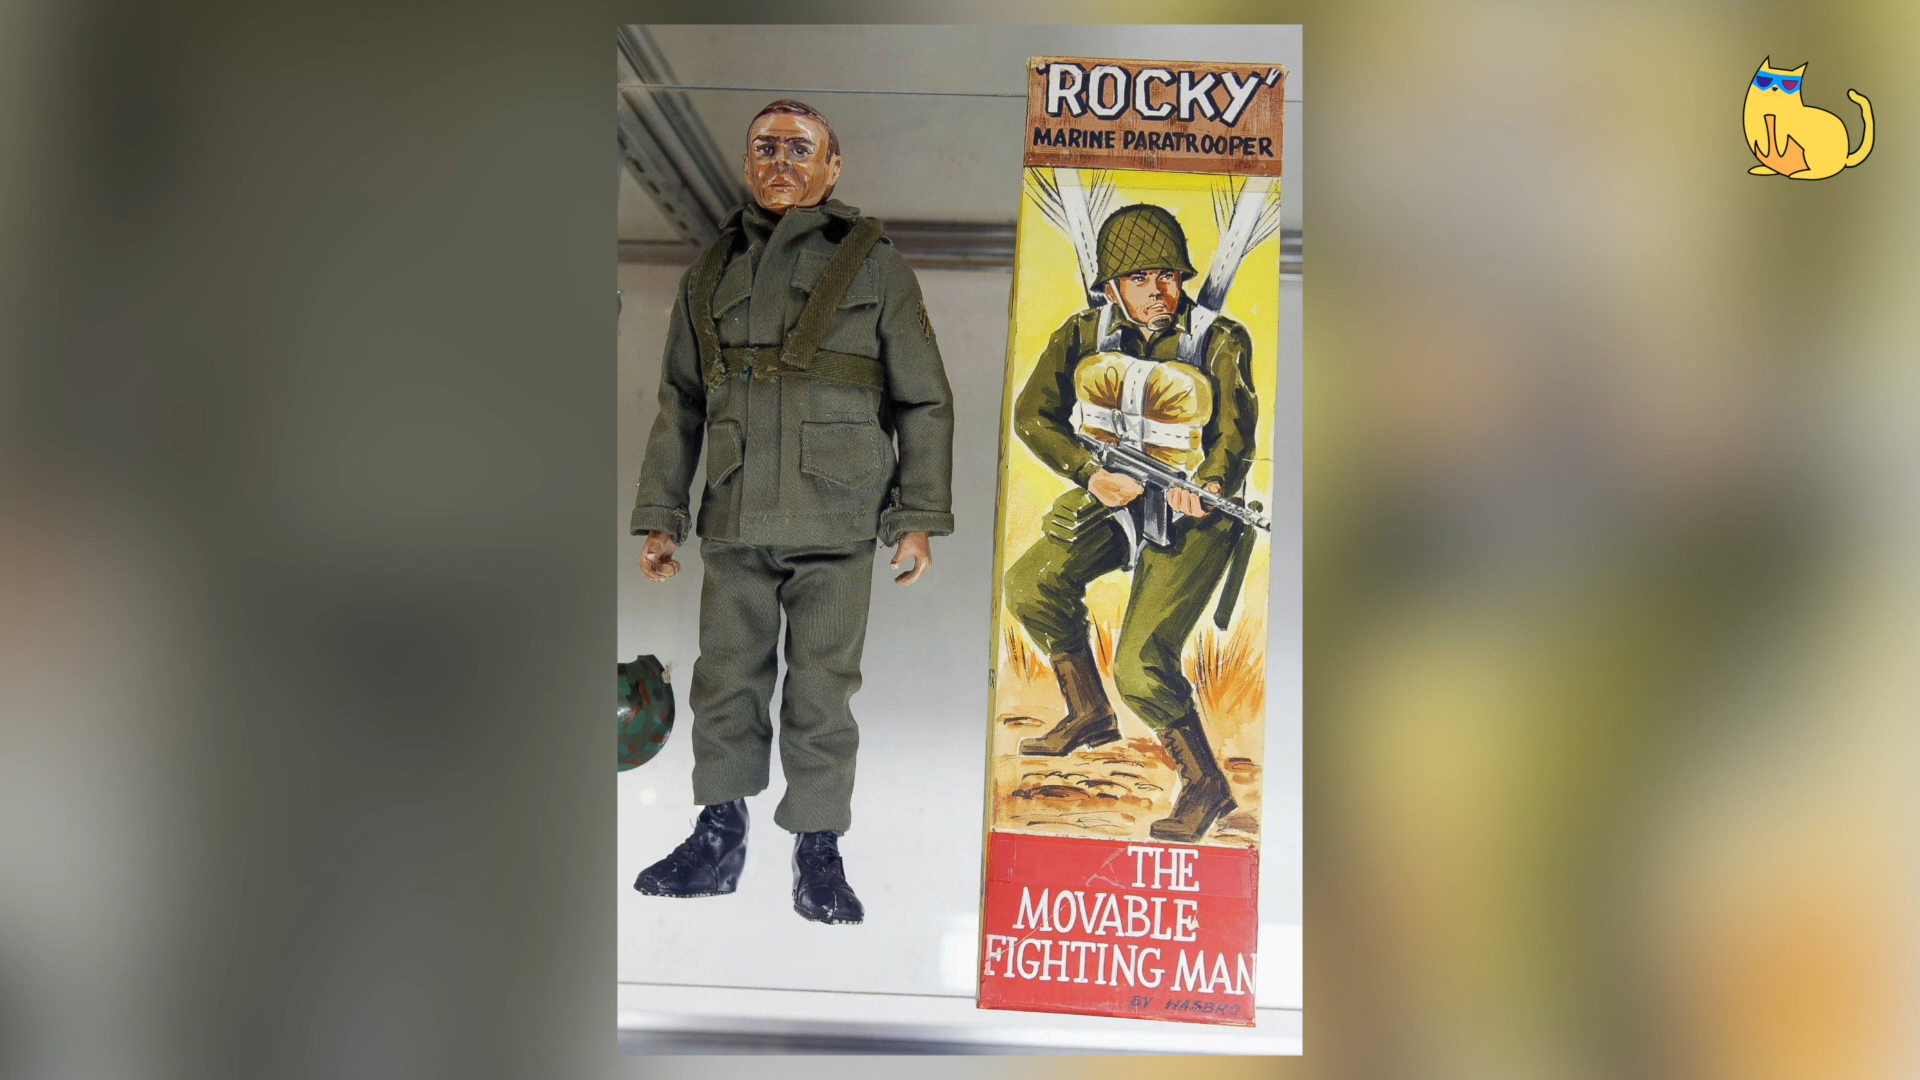 "ROCKY"
MARINE PARATROOPER
THE
MOVABLE
FIGHTING MAN
BY HASBRO